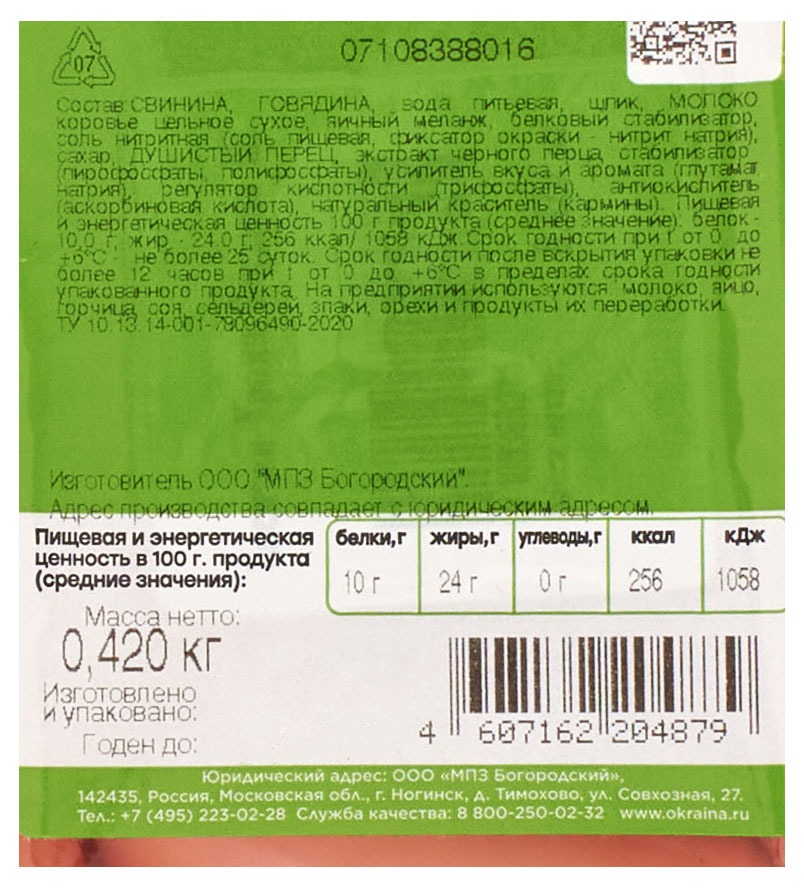 07
07108388016
Состав: СВИНИНА, ГОВЯДИНА, вода питьевая, шпик, МОЛОКО
коровье цельное сухое, яичный меланж, белковый стабилизатор,
соль нитритная (соль пищевая, фиксатор окраски - нитрит натрия),
сахар, ДУШИСТЫЙ ПЕРЕЦ, экстракт черного перца, стабилизатор
(пирофосфаты, полифосфаты), усилитель вкуса и аромата (глутамат
натрия), регулятор кислотности (трифосфаты), антиокислитель
(аскорбиновая кислота), натуральный краситель (кармины). Пищевая
и энергетическая ценность 100 г продукта (среднее значение): белок -
10,0 г; жир - 24,0 г; 256 ккал/ 1058 кДж. Срок годности при t от 0 до
+6°С - не более 25 суток. Срок годности после вскрытия упаковки не
более 12 часов при t от 0 до +6°С в пределах срока годности
упакованного продукта. На предприятии используются: молоко, яйцо,
горчица, соя, сельдерей, злаки, орехи и продукты их переработки.
ТУ 10.13.14-001-78096490-2020
Изготовитель ООО "МПЗ Богородский".
Адрес производства совпадает с юридическим адресом.
Пищевая и энергетическая белки,г жиры,г углеводы,г ккал кДж
ценность в 100 г. продукта
(средние значения): 10 г 24 г 0 г 256 1058
Масса нетто:
0,420 кг
Изготовлено
и упаковано:
Годен до:
4 607162 204879
Юридический адрес: ООО «МПЗ Богородский»,
142435, Россия, Московская обл., г. Ногинск, д. Тимохово, ул. Совхозная, 27.
Тел.: +7 (495) 223-02-28 Служба качества: 8 800-250-02-32 www.okraina.ru